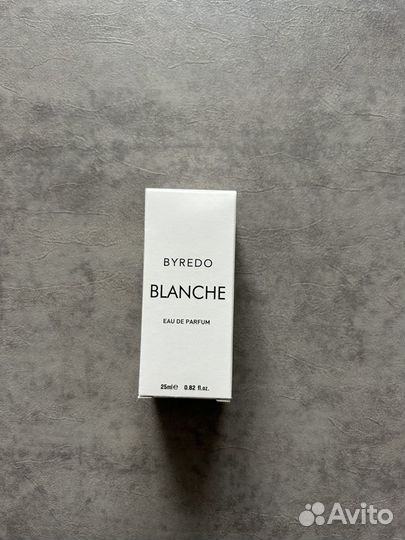 BYREDO
BLANCHE
EAU DE PARFUM
25ml℮ 0.82 fl.oz.
Avito